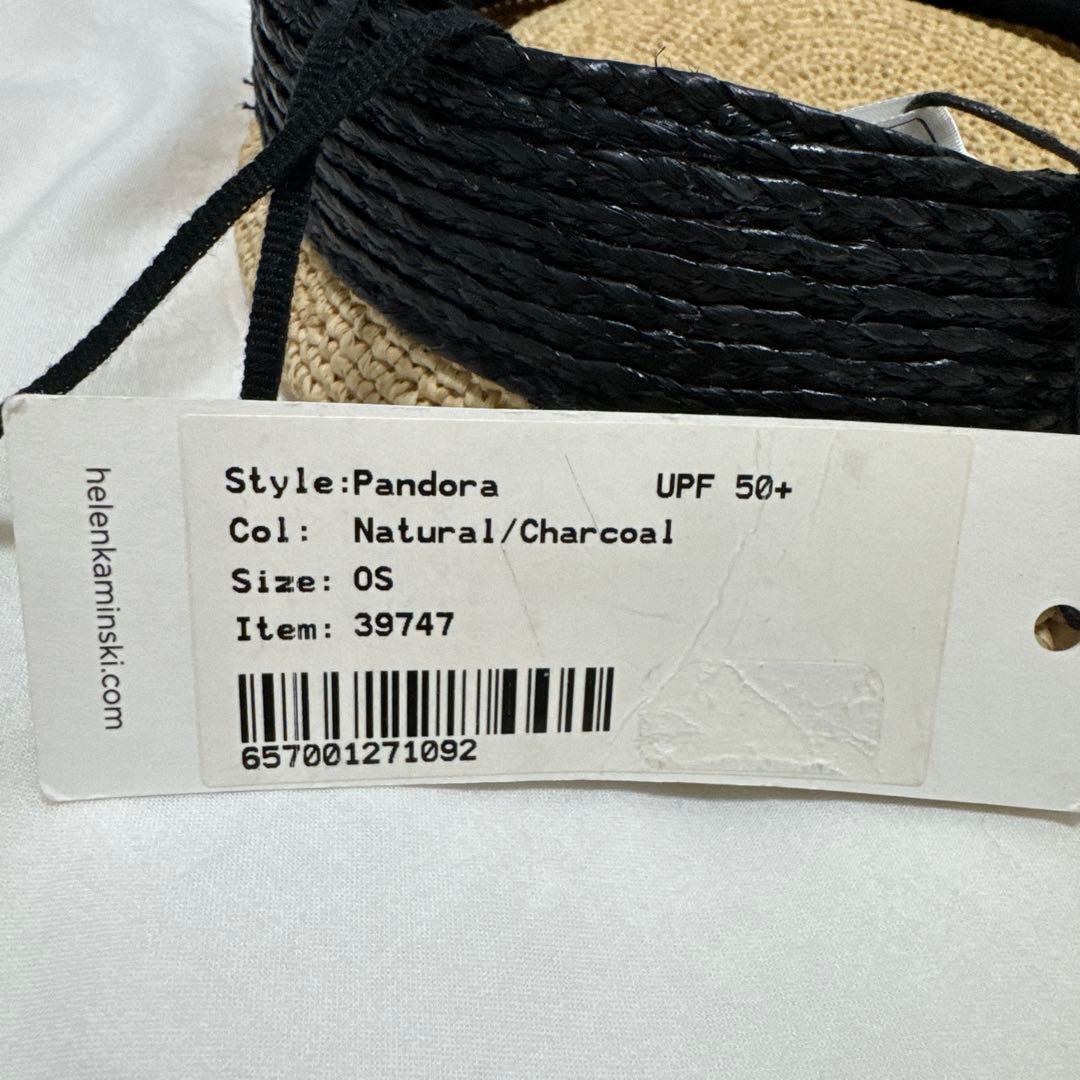 helenkaminski.com
Style:Pandora UPF 50+
Col: Natural/Charcoal
Size: OS
Item: 39747
657001271092